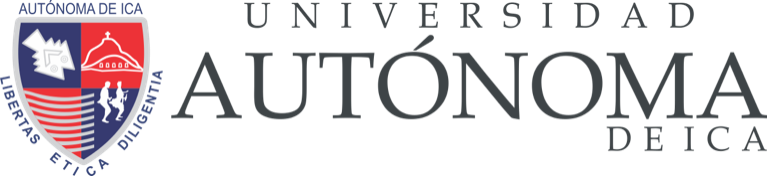 AUTÓNOMA DE ICA
LIBERTAS ETICA DILIGENTIA
UNIVERSIDAD
AUTÓNOMA
DE ICA